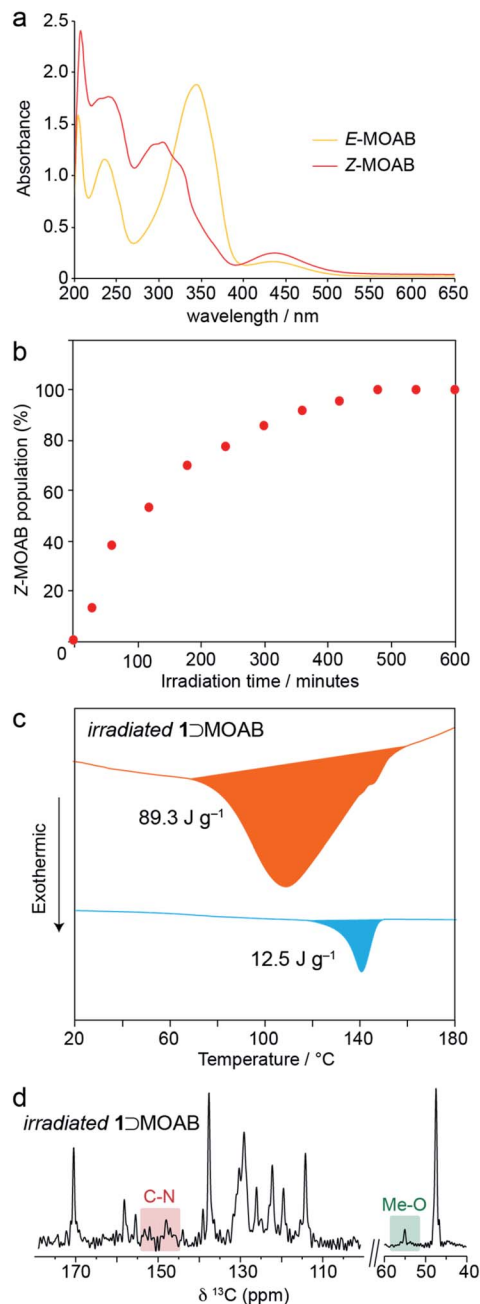 a
2.5
2.0
1.5
1.0
0.5
0
Absorbance
E-MOAB
Z-MOAB
200 250 300 350 400 450 500 550 600 650
wavelength / nm
b
100
80
60
40
20
0
Z-MOAB population (%)
100 200 300 400 500 600
Irradiation time / minutes
c
irradiated 1⊃MOAB
89.3 J g⁻¹
Exothermic
12.5 J g⁻¹
20 60 100 140 180
Temperature / °C
d
irradiated 1⊃MOAB
C-N
Me-O
170 150 130 110 60 50 40
δ ¹³C (ppm)